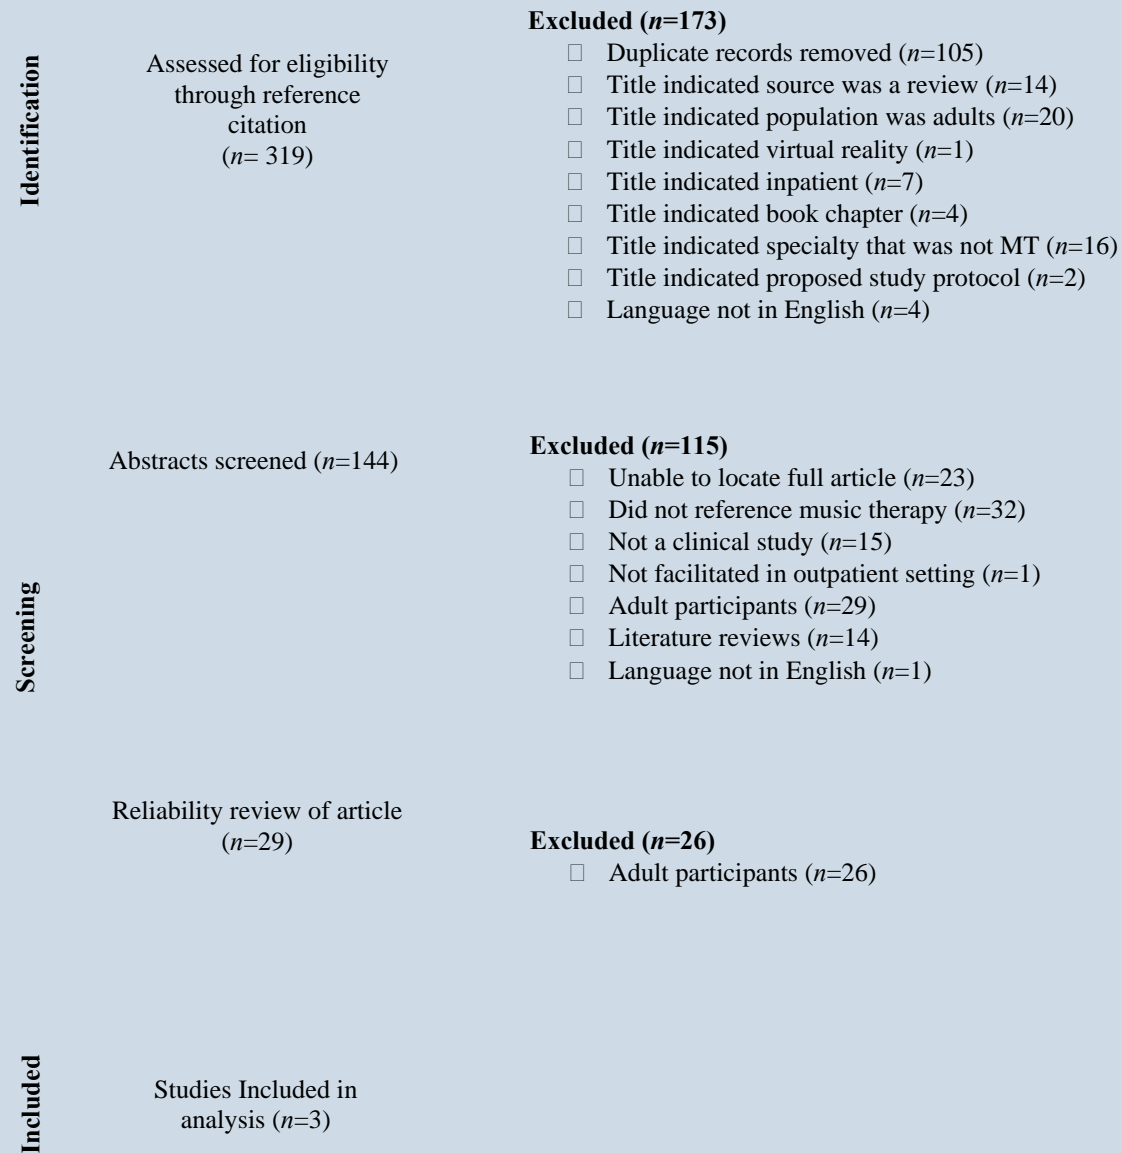 Identification
Assessed for eligibility
through reference
citation
(n= 319)
Excluded (n=173)
Duplicate records removed (n=105)
Title indicated source was a review (n=14)
Title indicated population was adults (n=20)
Title indicated virtual reality (n=1)
Title indicated inpatient (n=7)
Title indicated book chapter (n=4)
Title indicated specialty that was not MT (n=16)
Title indicated proposed study protocol (n=2)
Language not in English (n=4)
Screening
Abstracts screened (n=144)
Excluded (n=115)
Unable to locate full article (n=23)
Did not reference music therapy (n=32)
Not a clinical study (n=15)
Not facilitated in outpatient setting (n=1)
Adult participants (n=29)
Literature reviews (n=14)
Language not in English (n=1)
Reliability review of article
(n=29)
Excluded (n=26)
Adult participants (n=26)
Included
Studies Included in
analysis (n=3)